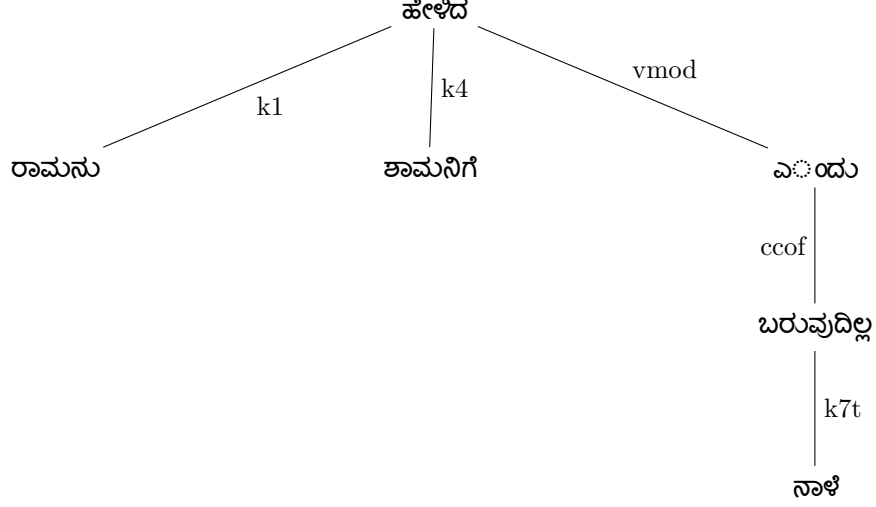 ಹೇಳಿದ
vmod
k4
k1
ರಾಮನು ಶಾಮನಿಗೆ ಎಂದು
ccof
ಬರುವುದಿಲ್ಲ
k7t
ನಾಳೆ